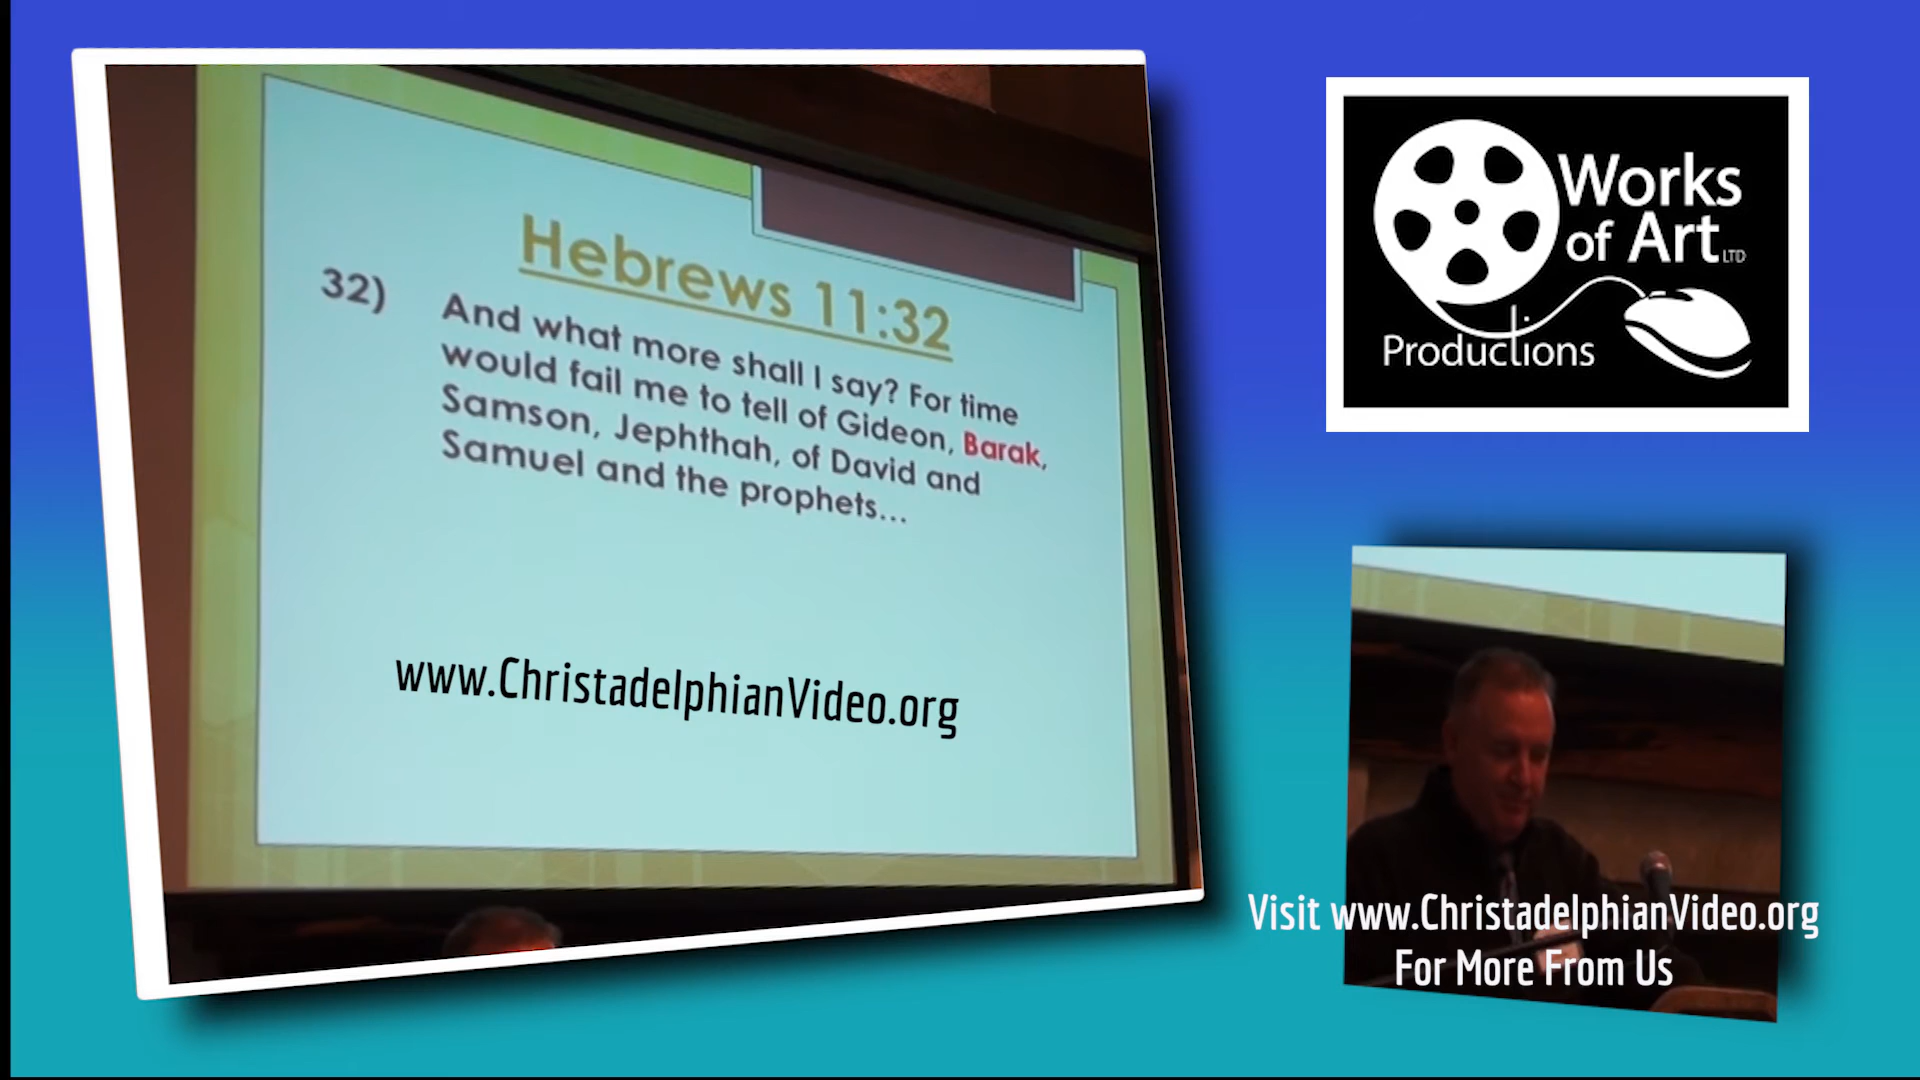 Hebrews 11:32
32) And what more shall I say? For time
would fail me to tell of Gideon, Barak,
Samson, Jephthah, of David and
Samuel and the prophets...
www.ChristadelphianVideo.org
Works
of Art LTD
Productions
Visit www.ChristadelphianVideo.org
For More From Us